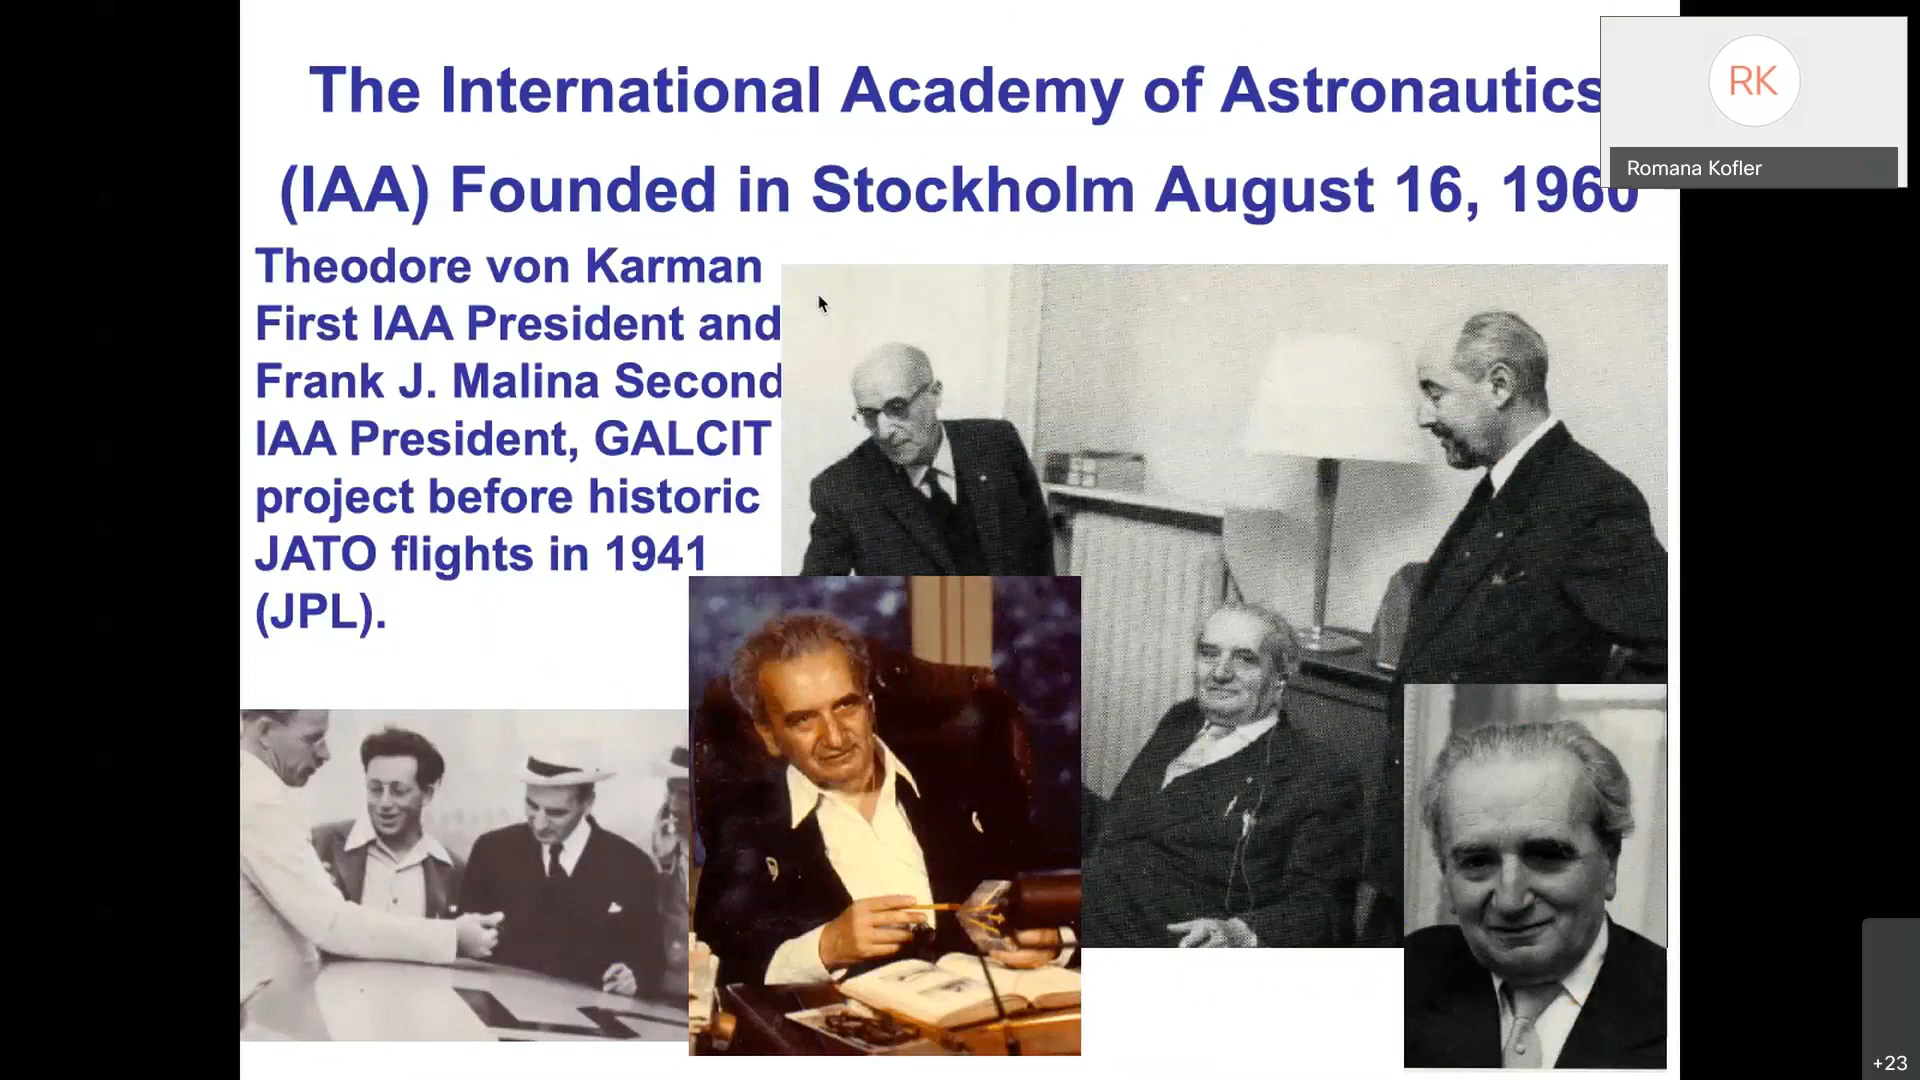 The International Academy of Astronautics
(IAA) Founded in Stockholm August 16, 1960
Theodore von Karman
First IAA President and
Frank J. Malina Second
IAA President, GALCIT
project before historic
JATO flights in 1941
(JPL).
RK
Romana Kofler
+23